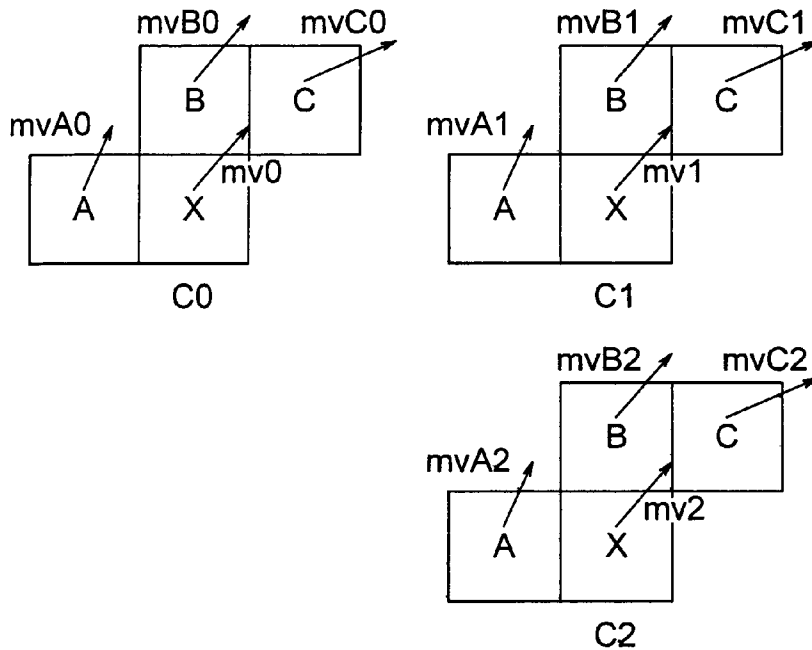 mvB0 mvC0
B C
mvA0
mv0
A X
C0
mvB1 mvC1
B C
mvA1
mv1
A X
C1
mvB2 mvC2
B C
mvA2
mv2
A X
C2